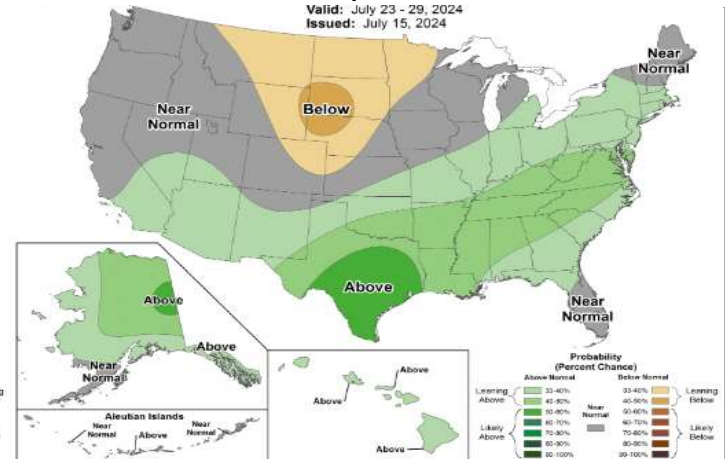 Valid: July 23 - 29, 2024
Issued: July 15, 2024
Near
Normal
Near
Normal
Below
Above
Near
Normal
Above
Above
Near
Normal
Aleutian Islands
Near
Normal
Above
Near
Normal
Above
Above
Above
Probability
(Percent Chance)
Above Normal
Below Normal
Leaning
Above
33-40%
40-50%
Likely
Above
50-60%
60-70%
70-80%
80-90%
90-100%
Near
Normal
33-40%
40-50%
Leaning
Below
50-60%
60-70%
70-80%
80-90%
90-100%
Likely
Below